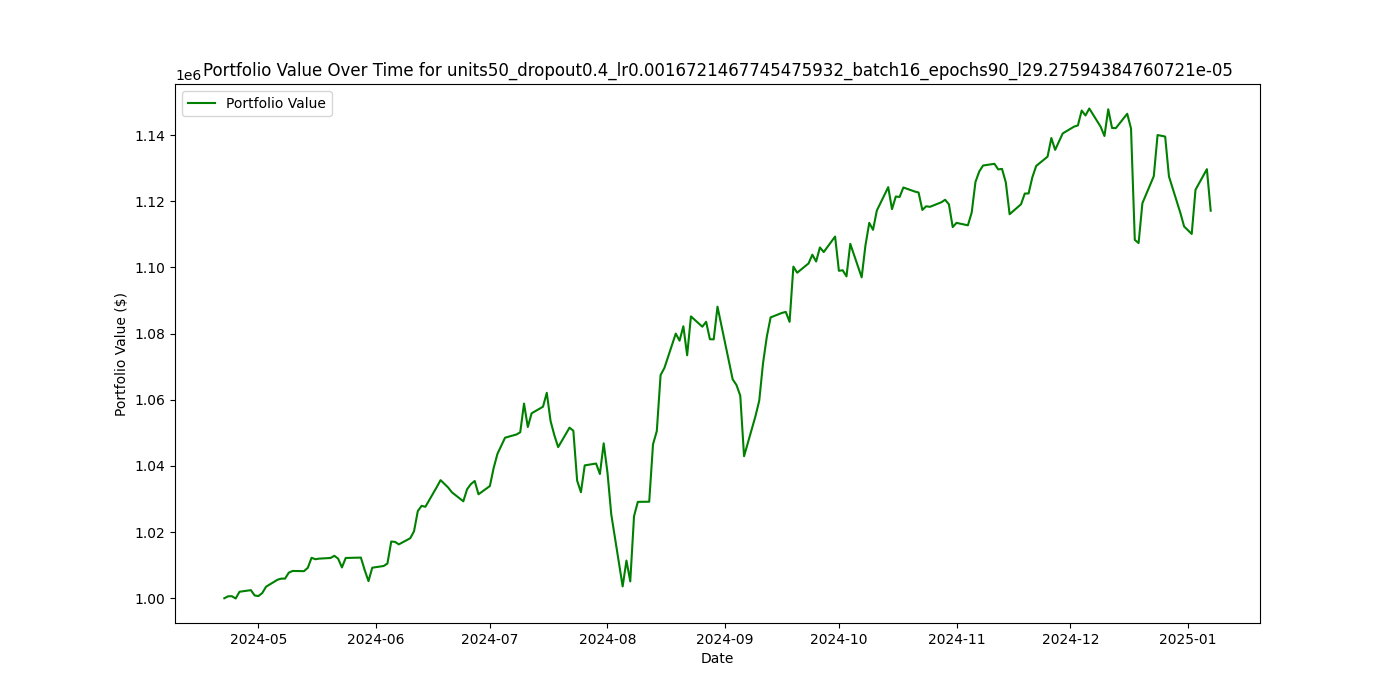 Portfolio Value Over Time for units50_dropout0.4_lr0.0016721467745475932_batch16_epochs90_l29.27594384760721e-05
1e6
Portfolio Value
1.14
1.12
1.10
1.08
1.06
1.04
1.02
1.00
Portfolio Value ($)
2024-05 2024-06 2024-07 2024-08 2024-09 2024-10 2024-11 2024-12 2025-01
Date